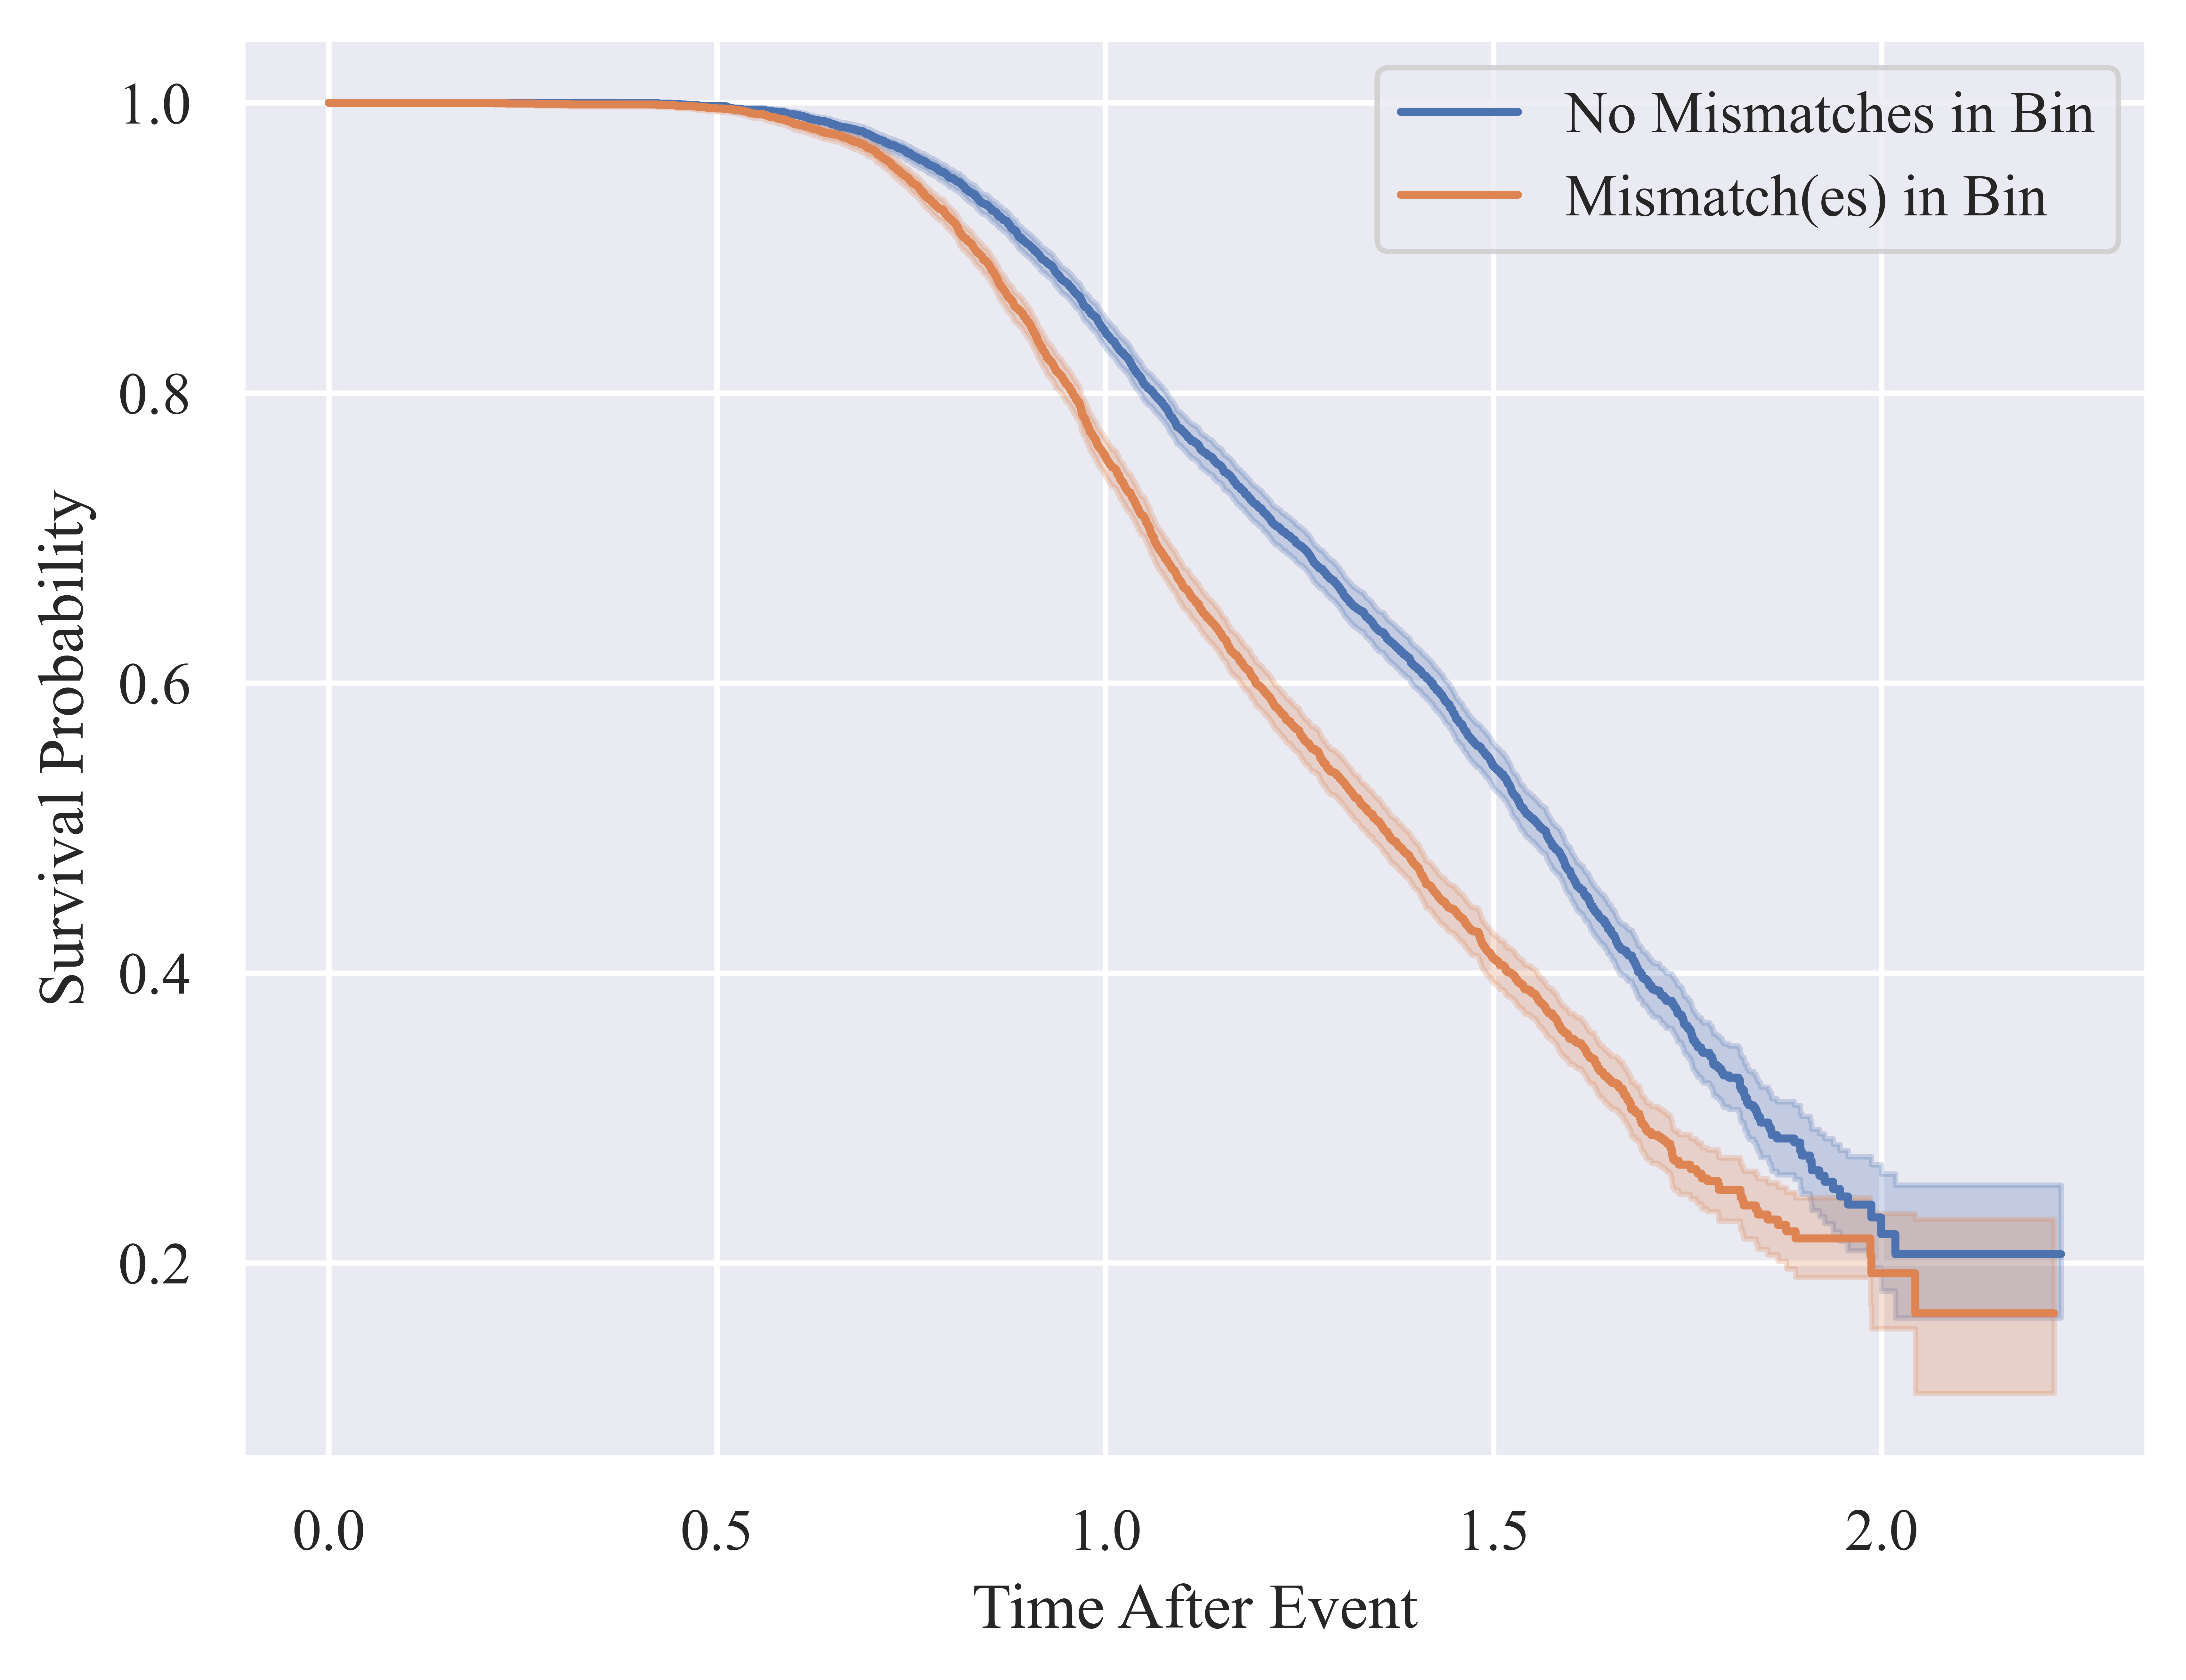 No Mismatches in Bin
Mismatch(es) in Bin
1.0
0.8
0.6
0.4
0.2
Survival Probability
0.0 0.5 1.0 1.5 2.0
Time After Event